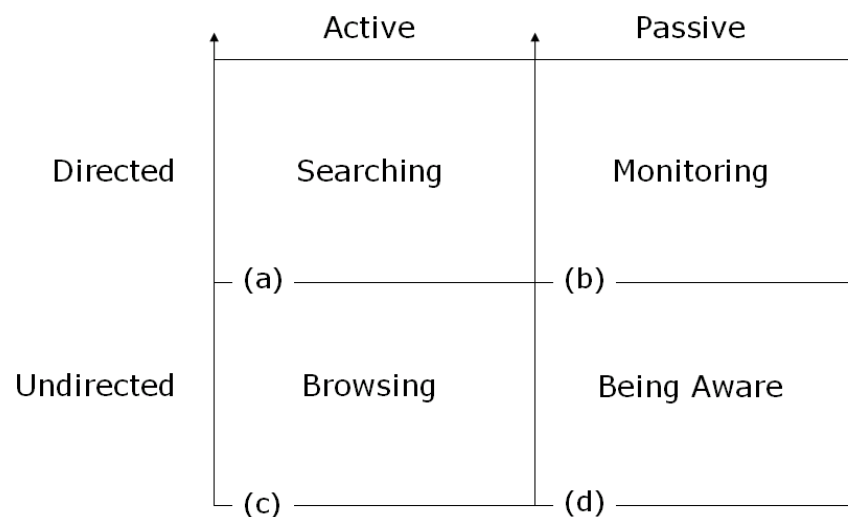 Active Passive
Directed Searching Monitoring
(a) (b)
Undirected Browsing Being Aware
(c) (d)